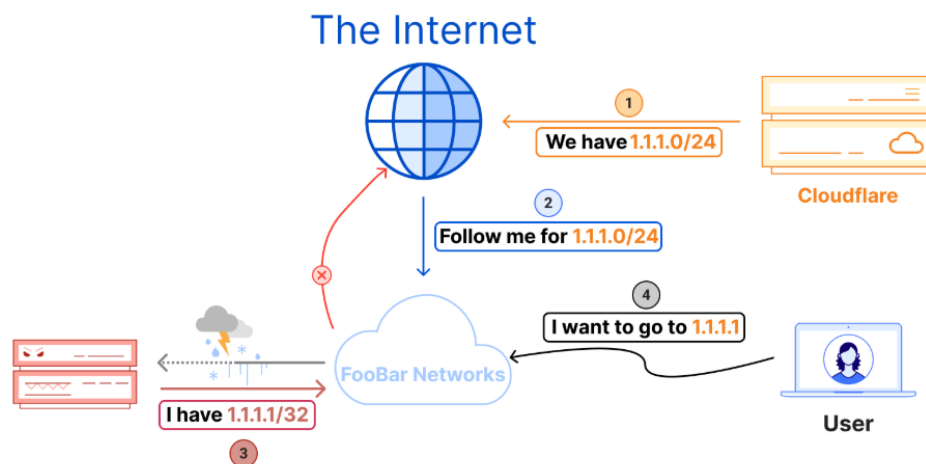 The Internet
1
We have 1.1.1.0/24
Cloudflare
2
Follow me for 1.1.1.0/24
4
I want to go to 1.1.1.1
FooBar Networks
I have 1.1.1.1/32
User
3